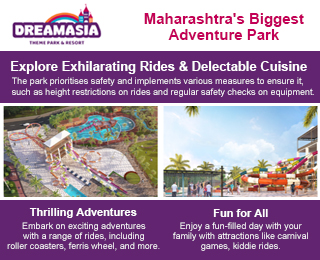 DREAMASIA
THEME PARK & RESORT
Maharashtra's Biggest
Adventure Park
Explore Exhilarating Rides & Delectable Cuisine
The park prioritises safety and implements various measures to ensure it,
such as height restrictions on rides and regular safety checks on equipment.
Thrilling Adventures
Embark on exciting adventures
with a range of rides, including
roller coasters, ferris wheel, and more.
Fun for All
Enjoy a fun-filled day with your
family with attractions like carnival
games, kiddie rides.